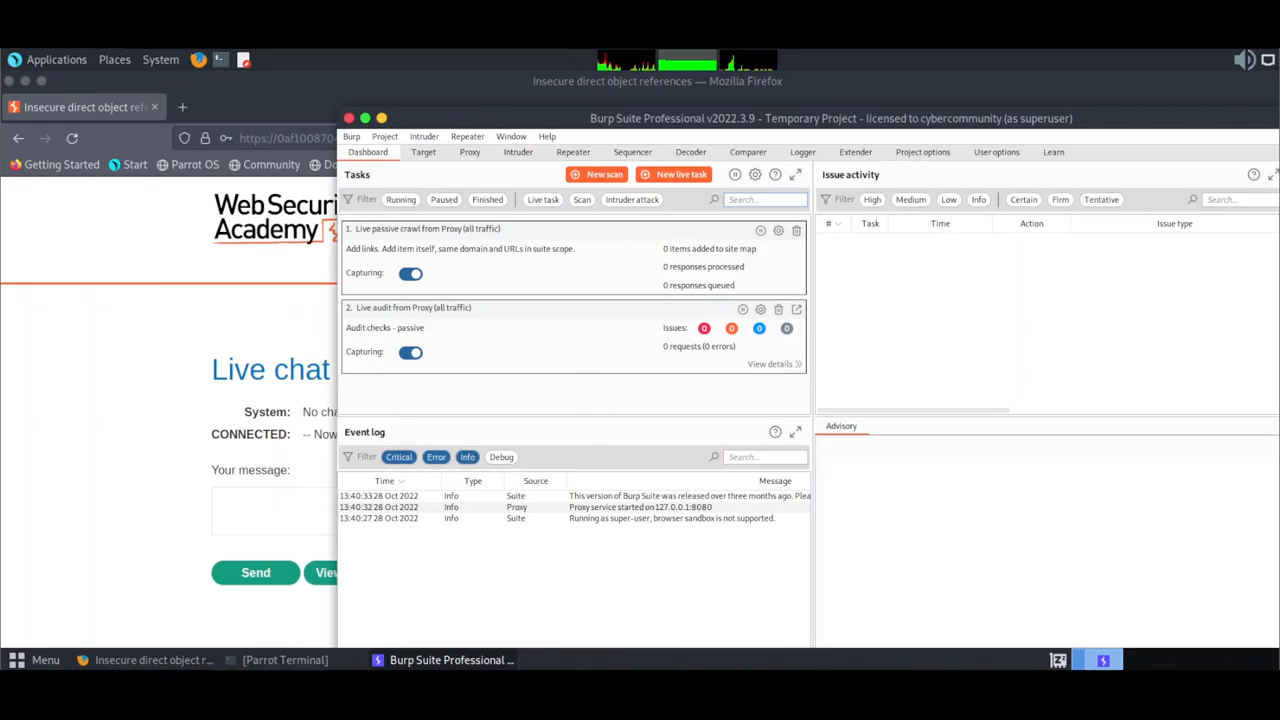 Applications Places System
Insecure direct object references — Mozilla Firefox
Insecure direct object refe
Burp Suite Professional v2022.3.9 - Temporary Project - licensed to cybercommunity (as superuser)
https://0af100870
Burp Project Intruder Repeater Window Help
Getting Started Start Parrot OS Community Do
Dashboard Target Proxy Intruder Repeater Sequencer Decoder Comparer Logger Extender Project options User options Learn
Tasks New scan New live task Issue activity
Filter Running Paused Finished Live task Scan Intruder attack Search... Filter High Medium Low Info Certain Firm Tentative Search...
Web Securi
Academy
# Task Time Action Issue type
1. Live passive crawl from Proxy (all traffic)
Add links. Add item itself, same domain and URLs in suite scope. 0 items added to site map
Capturing: 0 responses processed
0 responses queued
2. Live audit from Proxy (all traffic)
Audit checks - passive Issues: 0 0 0 0
0 requests (0 errors)
Capturing:
View details
Live chat
System: No cha
CONNECTED: -- Now
Your message:
Send View
Event log Advisory
Filter Critical Error Info Debug Search...
Time Type Source Message
13:40:33 28 Oct 2022 Info Suite This version of Burp Suite was released over three months ago. Plea
13:40:32 28 Oct 2022 Info Proxy Proxy service started on 127.0.0.1:8080
13:40:27 28 Oct 2022 Info Suite Running as super-user, browser sandbox is not supported.
Menu Insecure direct object r... [Parrot Terminal] Burp Suite Professional ...